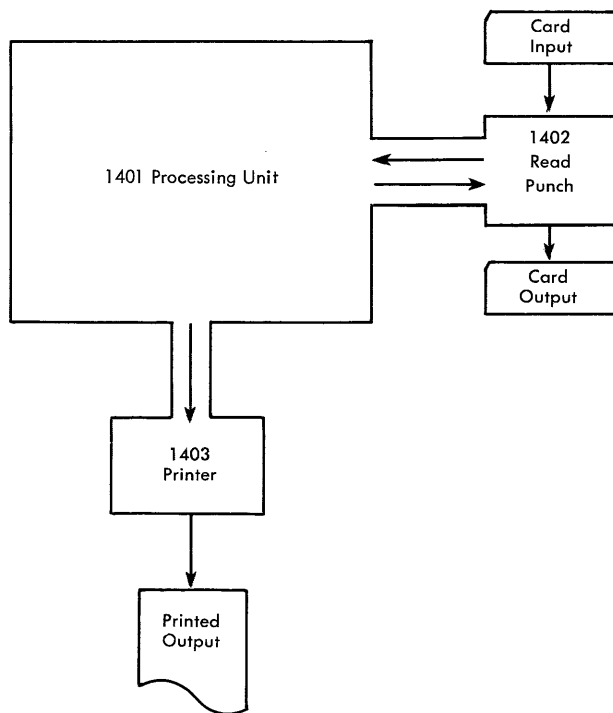 Card
Input
1401 Processing Unit
1402
Read
Punch
Card
Output
1403
Printer
Printed
Output